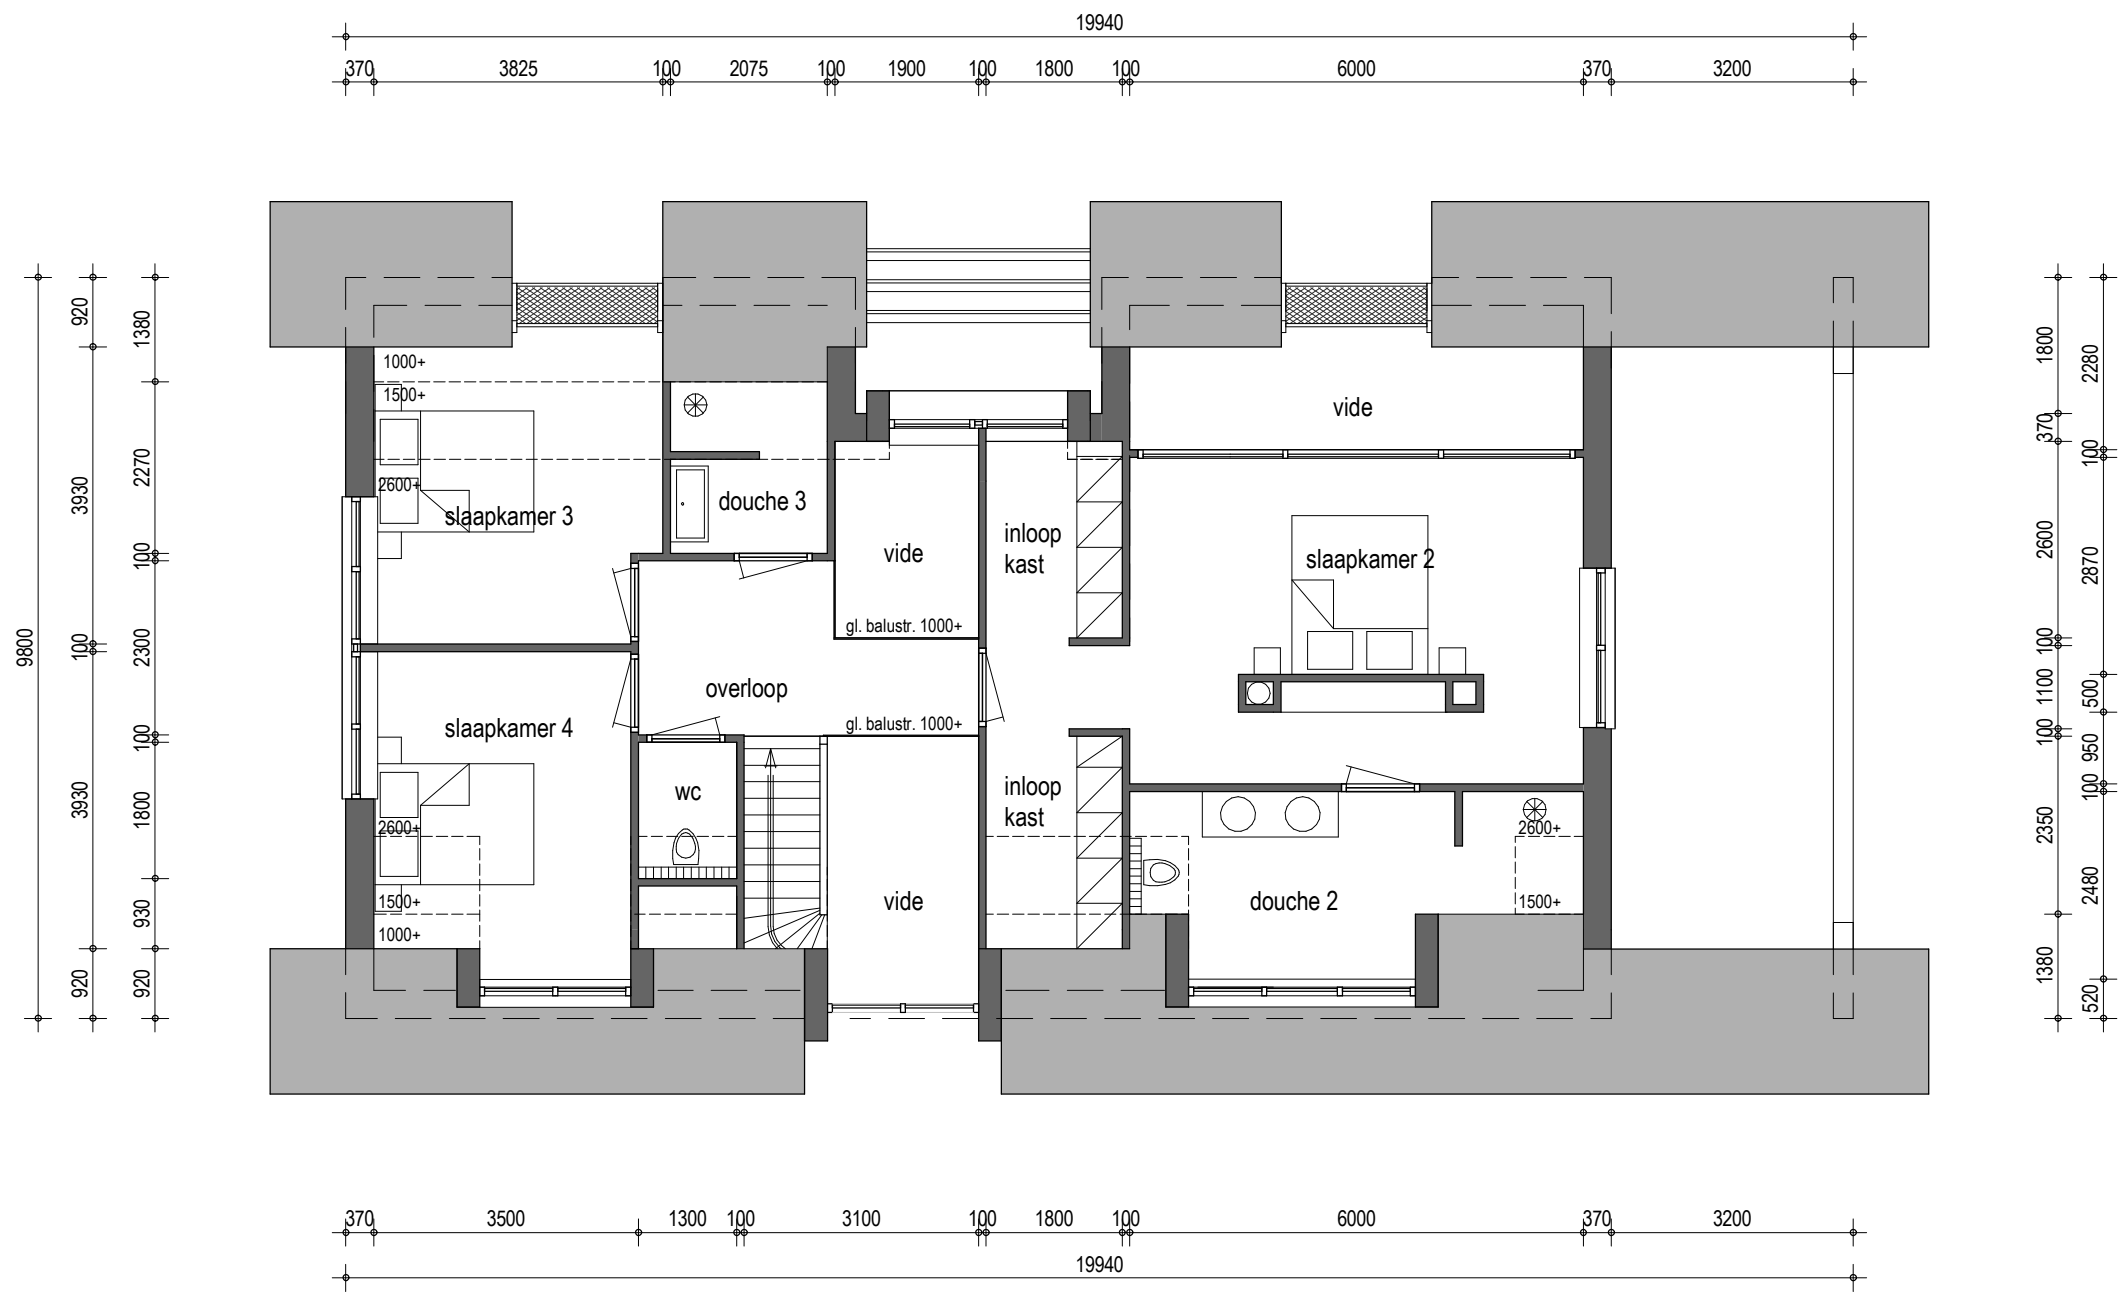 19940
370 3825 100 2075 100 1900 100 1800 100 6000 370 3200
9800
920 3930 100 3930 920
1380 2270 100 2300 100 1800 930 920
1000+
1500+
2600+
slaapkamer 3
douche 3
vide
gl. balustr. 1000+
inloop
kast
vide
slaapkamer 2
overloop
gl. balustr. 1000+
slaapkamer 4
2600+
1500+
1000+
wc
vide
inloop
kast
douche 2
2600+
1500+
1800 370 2600 100 1100 100 2350 1380
2280 100 2870 500 950 100 2480 520
370 3500 1300 100 3100 100 1800 100 6000 370 3200
19940